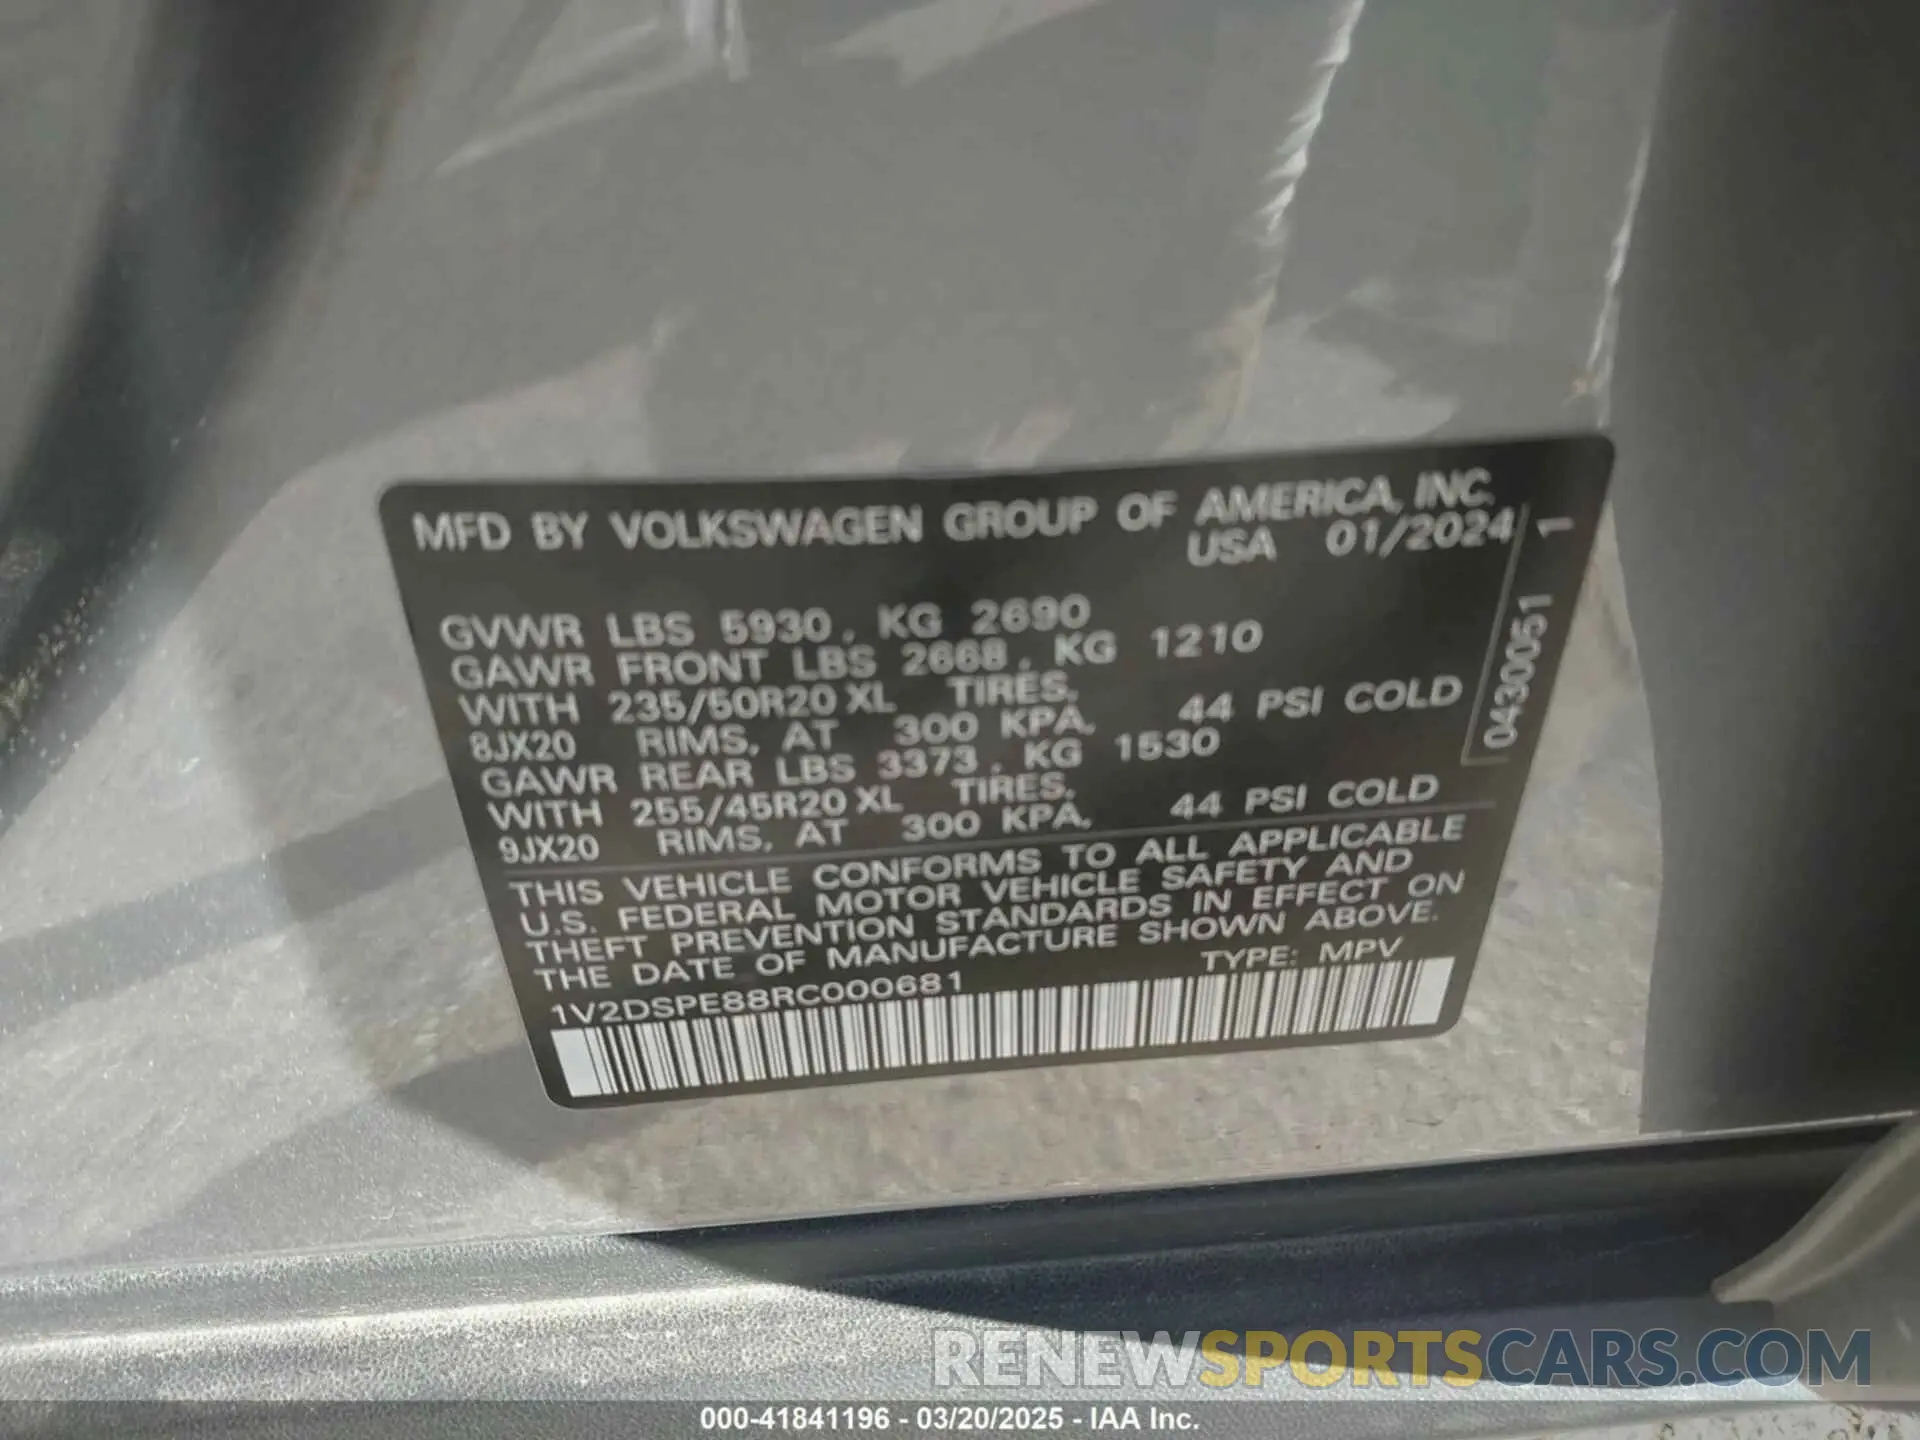 MFD BY VOLKSWAGEN GROUP OF AMERICA, INC.
USA 01/2024
GVWR LBS 5930, KG 2690
GAWR FRONT LBS 2668, KG 1210
WITH 235/50R20 XL TIRES,
8JX20 RIMS, AT 300 KPA, 44 PSI COLD
GAWR REAR LBS 3373, KG 1530
WITH 255/45R20 XL TIRES,
9JX20 RIMS, AT 300 KPA, 44 PSI COLD
THIS VEHICLE CONFORMS TO ALL APPLICABLE
U.S. FEDERAL MOTOR VEHICLE SAFETY AND
THEFT PREVENTION STANDARDS IN EFFECT ON
THE DATE OF MANUFACTURE SHOWN ABOVE.
TYPE: MPV
1V2DSPE88RC000681
0430051 1
RENEWSPORTSCARS.COM
000-41841196 - 03/20/2025 - IAA Inc.